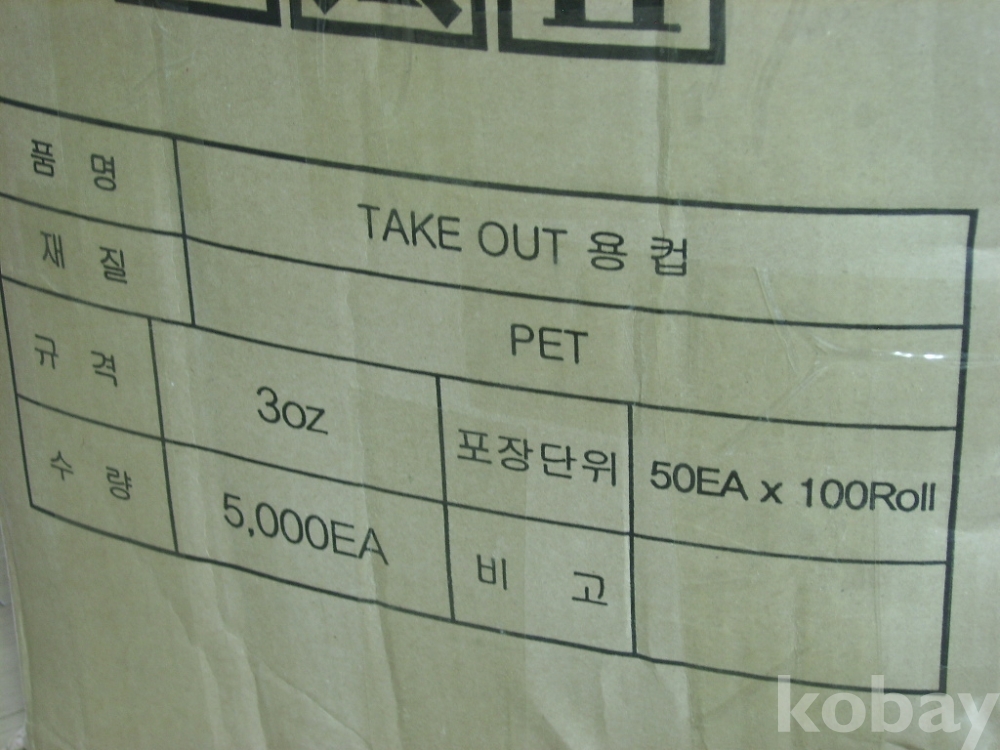 품 명 TAKE OUT 용 컵
재 질 PET
규 격 3oz 포장단위 50EA x 100Roll
수 량 5,000EA 비 고
kobay